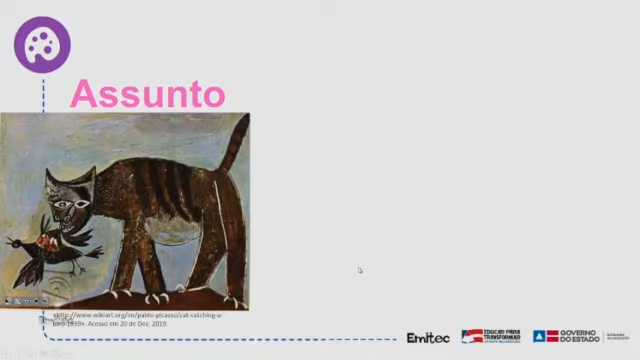 Assunto
<http://www.wikiart.org/en/pablo-picasso/cat-catching-a-
bird-1939>. Acesso em 20 de Dez. 2019.
Emitec
EDUCAR PARA
TRANSFORMAR
GOVERNO
DO ESTADO